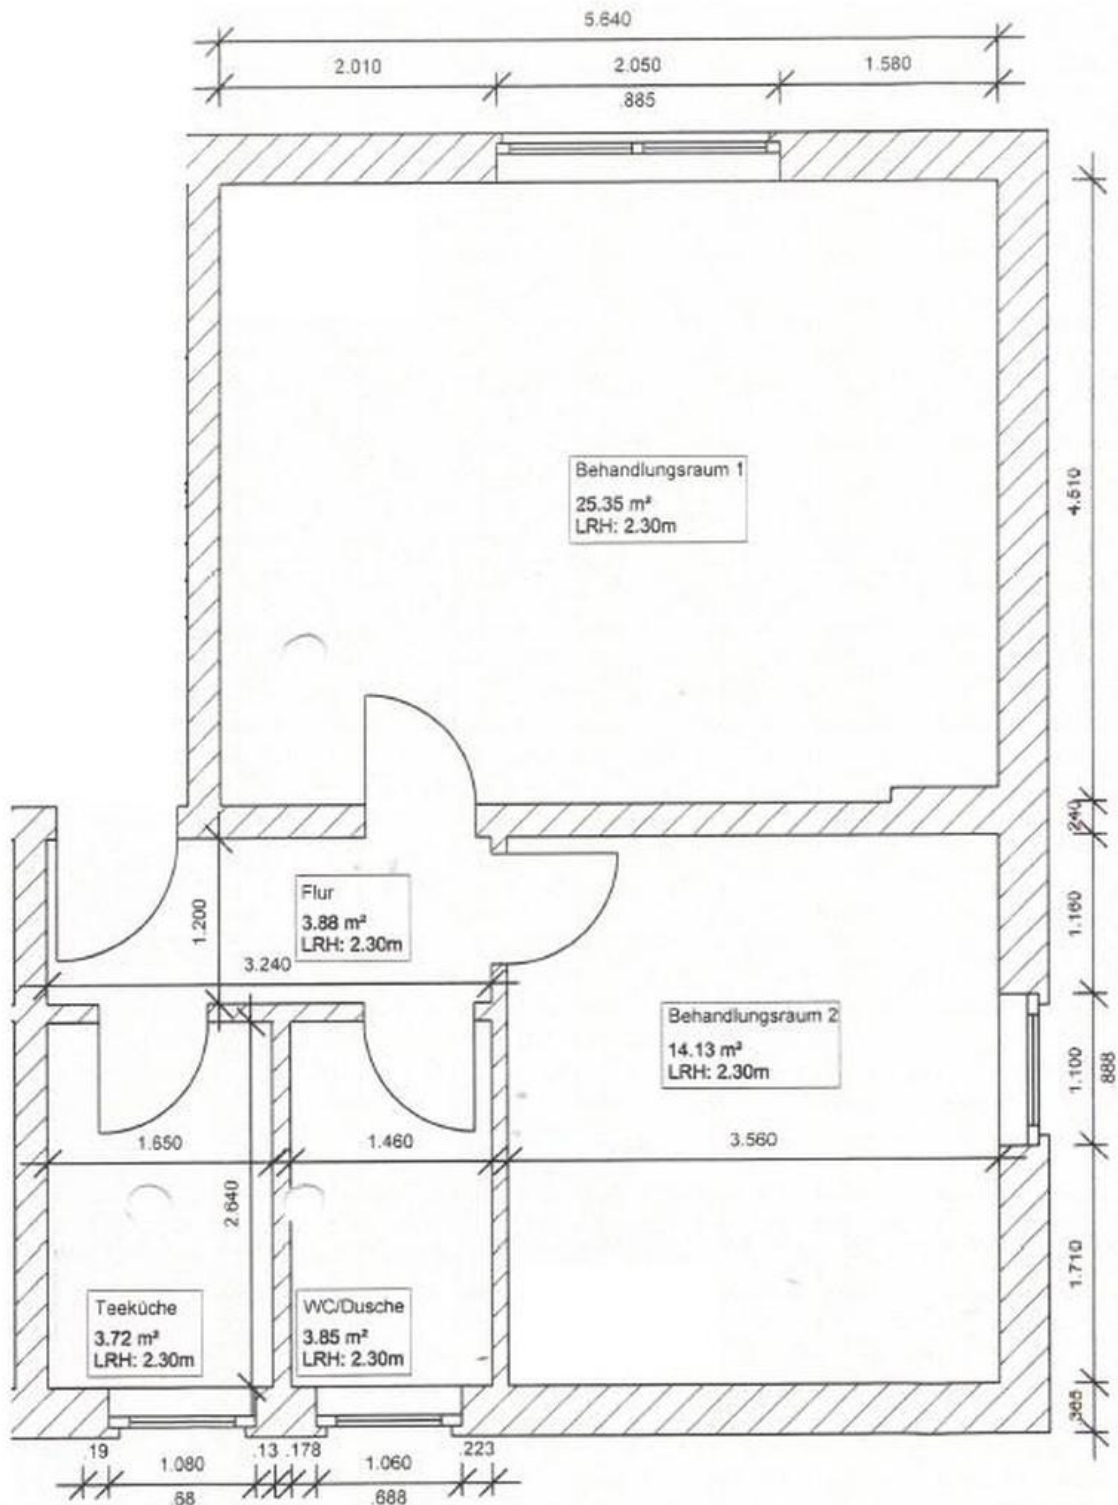 5.640
2.010
2.050
1.580
.885
Behandlungsraum 1
25.35 m²
LRH: 2.30m
4.510
.240
Flur
3.88 m²
LRH: 2.30m
1.200
3.240
1.160
Behandlungsraum 2
14.13 m²
LRH: 2.30m
1.100
888
1.650
1.460
3.560
2.640
1.710
Teeküche
3.72 m²
LRH: 2.30m
WC/Dusche
3.85 m²
LRH: 2.30m
.365
.19
1.080
.13
.178
1.060
.223
.68
.688